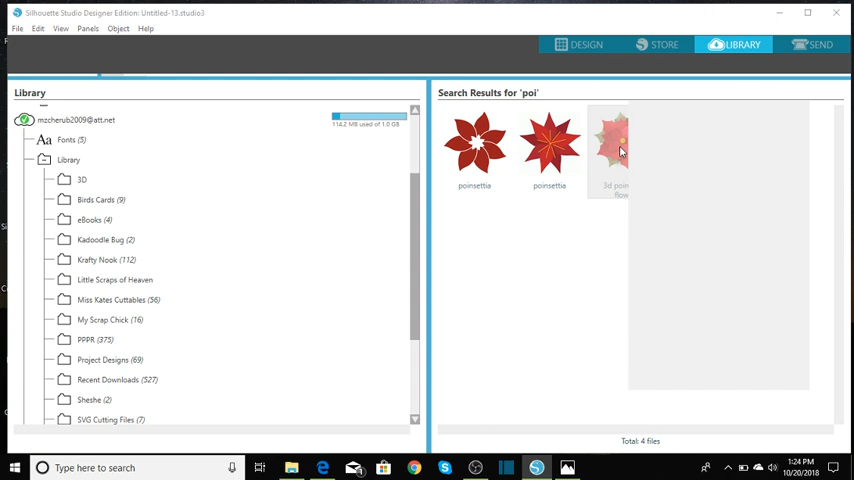 Silhouette Studio Designer Edition: Untitled-13.studio3
File Edit View Panels Object Help
DESIGN STORE LIBRARY SEND
Library
mzcherub2009@att.net
114.2 MB used of 1.0 GB
Aa Fonts (5)
Library
3D
Birds Cards (9)
eBooks (4)
Kadoodle Bug (2)
Krafty Nook (112)
Little Scraps of Heaven
Miss Kates Cuttables (56)
My Scrap Chick (16)
PPPR (375)
Project Designs (69)
Recent Downloads (527)
Sheshe (2)
SVG Cutting Files (7)
Search Results for 'poi'
poinsettia
poinsettia
3d poin
flow
Total: 4 files
Type here to search
1:24 PM
10/20/2018